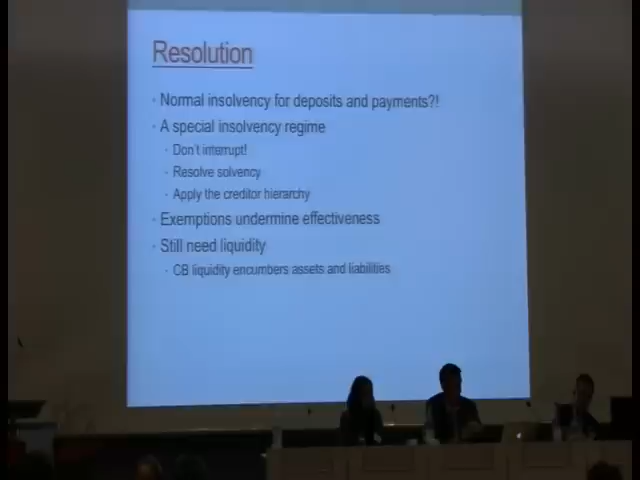 Resolution
· Normal insolvency for deposits and payments?!
· A special insolvency regime
· Don't interrupt!
· Resolve solvency
· Apply the creditor hierarchy
· Exemptions undermine effectiveness
· Still need liquidity
· CB liquidity encumbers assets and liabilities